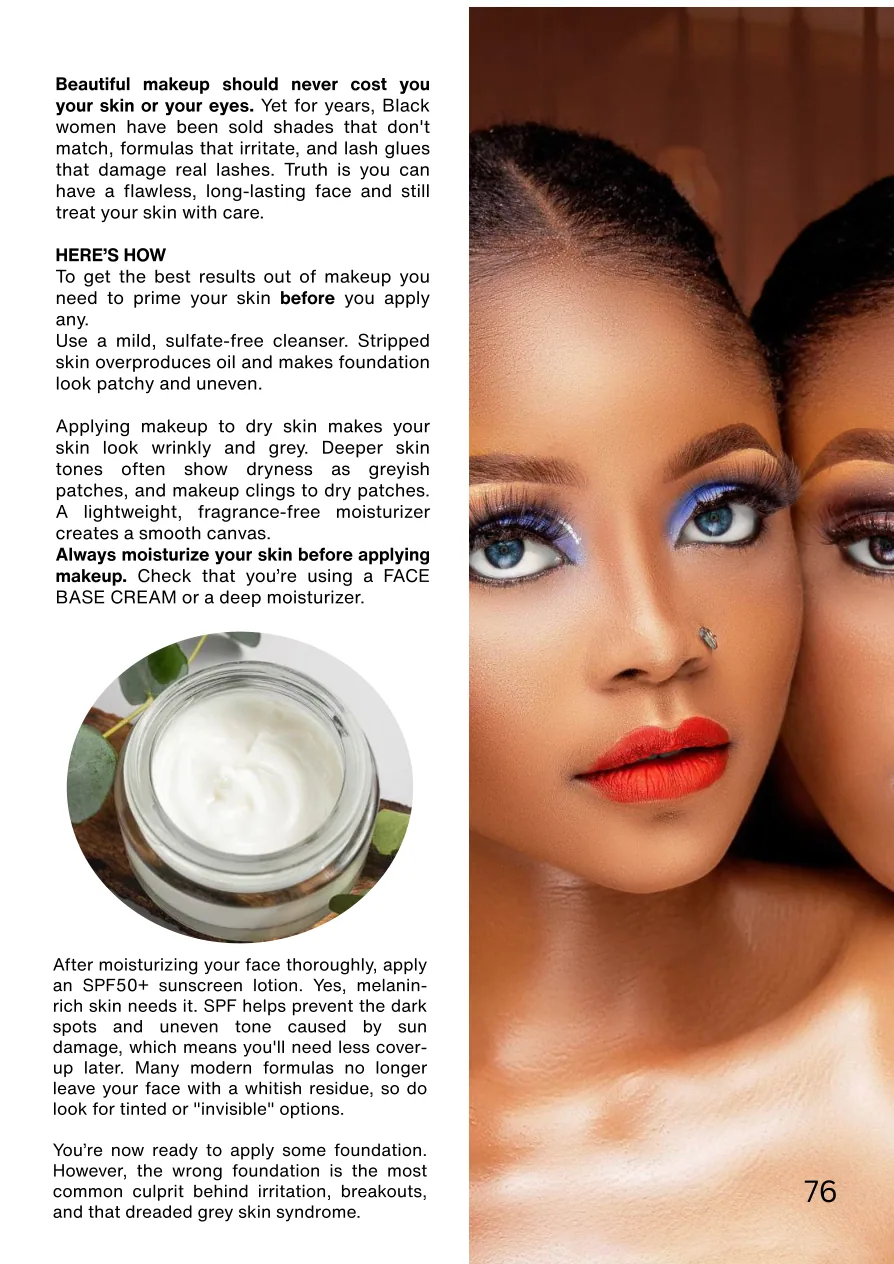 Beautiful makeup should never cost you
your skin or your eyes. Yet for years, Black
women have been sold shades that don't
match, formulas that irritate, and lash glues
that damage real lashes. Truth is you can
have a flawless, long-lasting face and still
treat your skin with care.
HERE’S HOW
To get the best results out of makeup you
need to prime your skin before you apply
any.
Use a mild, sulfate-free cleanser. Stripped
skin overproduces oil and makes foundation
look patchy and uneven.
Applying makeup to dry skin makes your
skin look wrinkly and grey. Deeper skin
tones often show dryness as greyish
patches, and makeup clings to dry patches.
A lightweight, fragrance-free moisturizer
creates a smooth canvas.
Always moisturize your skin before applying
makeup. Check that you’re using a FACE
BASE CREAM or a deep moisturizer.
After moisturizing your face thoroughly, apply
an SPF50+ sunscreen lotion. Yes, melanin-
rich skin needs it. SPF helps prevent the dark
spots and uneven tone caused by sun
damage, which means you'll need less cover-
up later. Many modern formulas no longer
leave your face with a whitish residue, so do
look for tinted or "invisible" options.
You’re now ready to apply some foundation.
However, the wrong foundation is the most
common culprit behind irritation, breakouts,
and that dreaded grey skin syndrome.
76